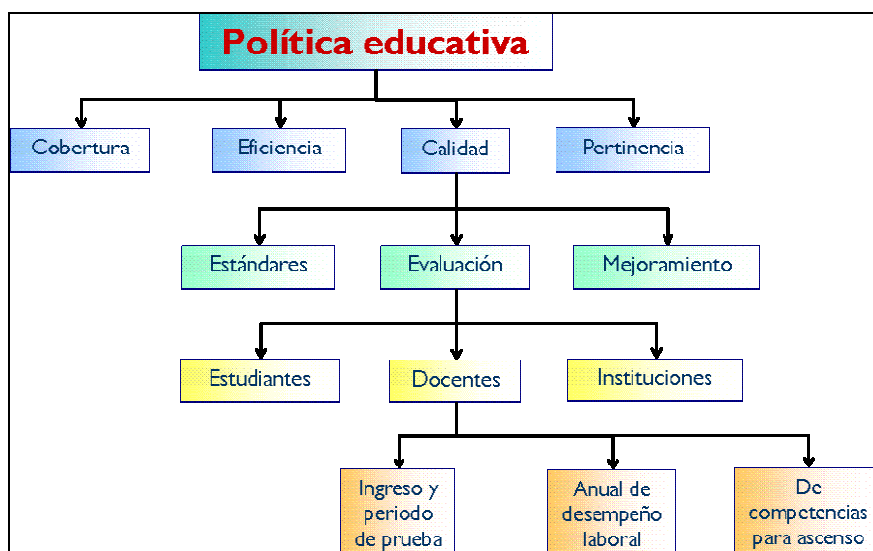 Política educativa
Cobertura
Eficiencia
Calidad
Pertinencia
Estándares
Evaluación
Mejoramiento
Estudiantes
Docentes
Instituciones
Ingreso y
periodo
de prueba
Anual de
desempeño
laboral
De
competencias
para ascenso